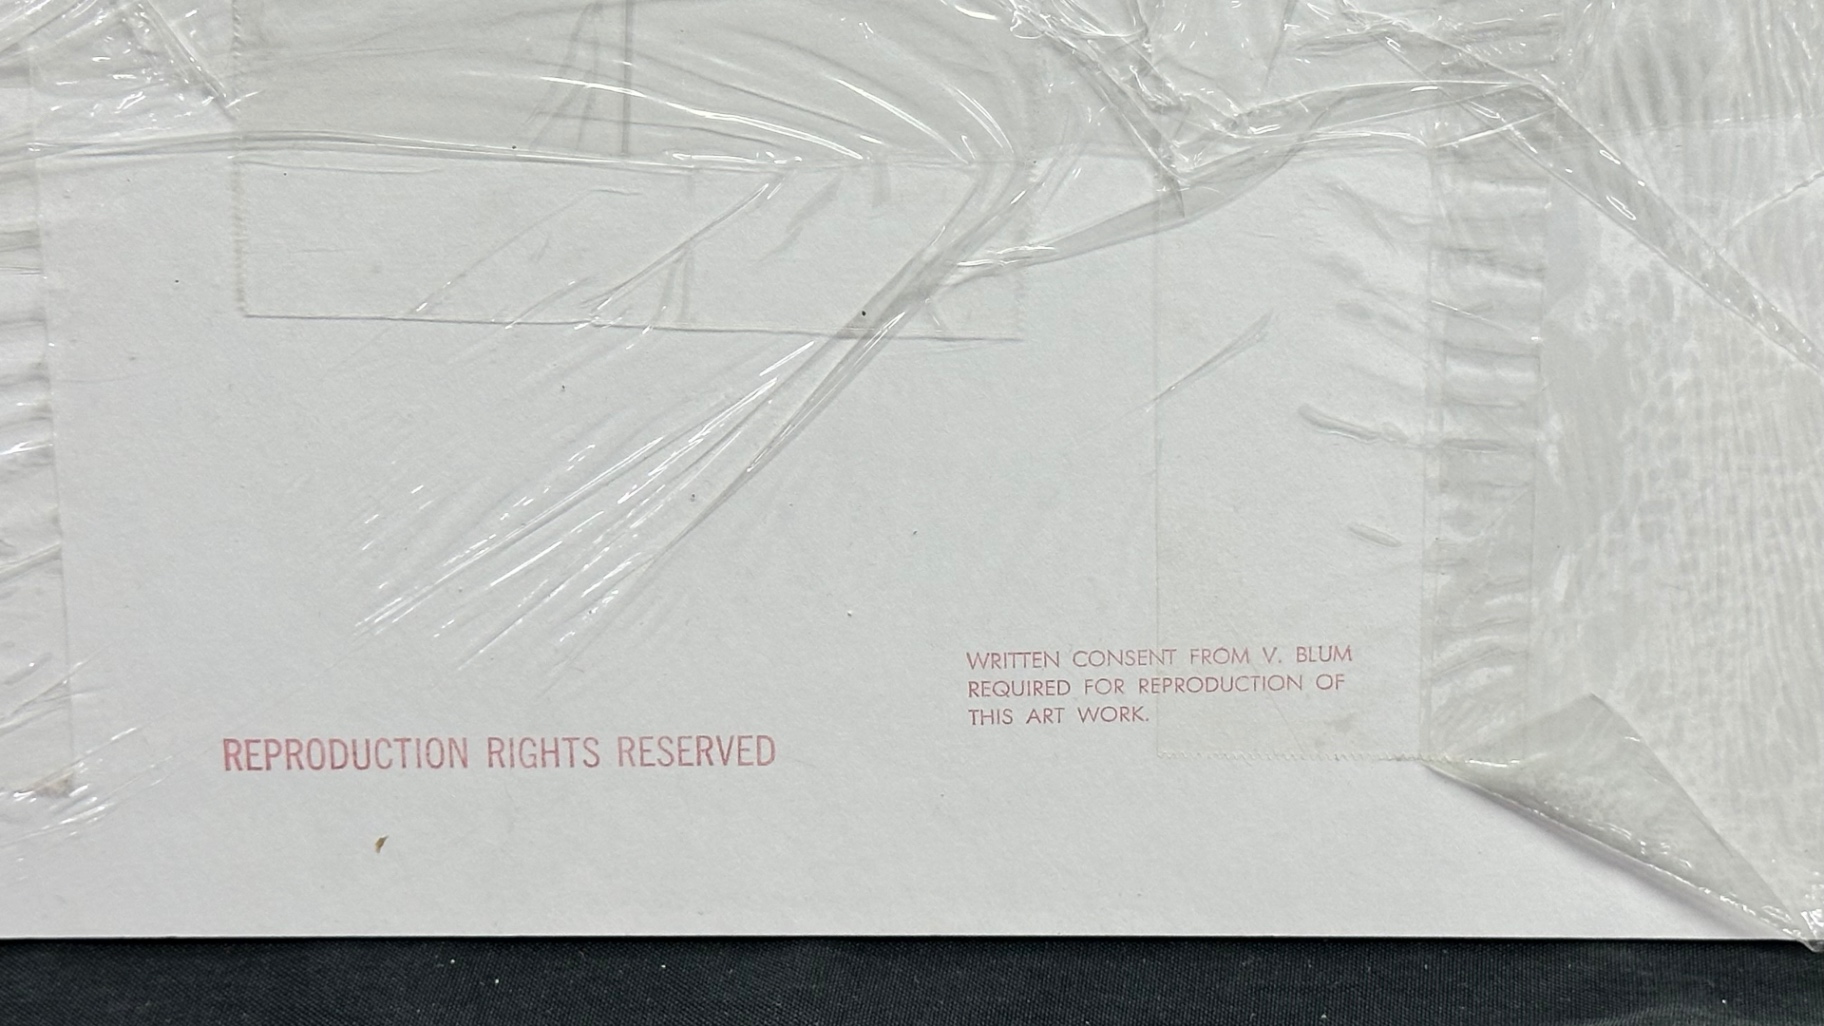 WRITTEN CONSENT FROM V. BLUM
REQUIRED FOR REPRODUCTION OF
THIS ART WORK.
REPRODUCTION RIGHTS RESERVED